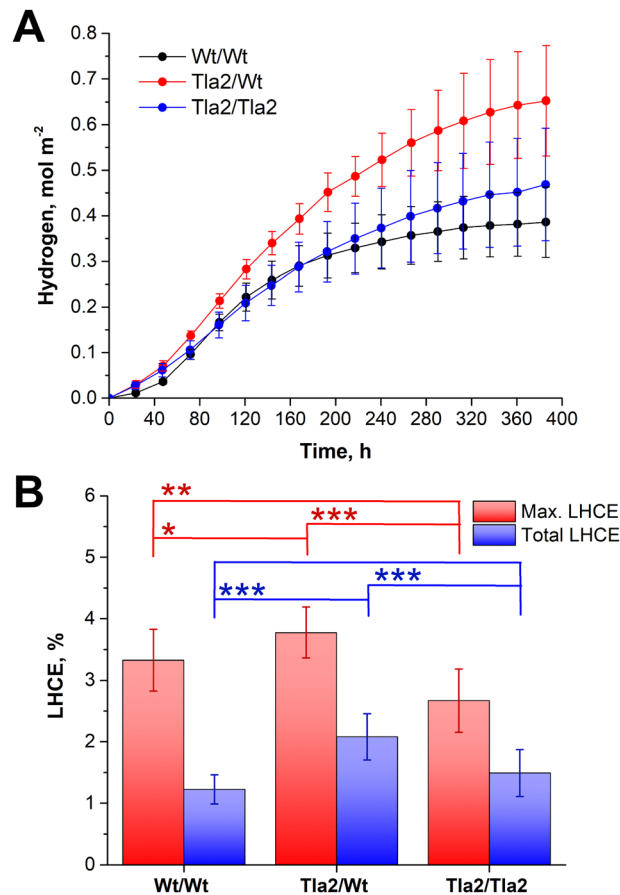 A
Wt/Wt
Tla2/Wt
Tla2/Tla2
Hydrogen, mol m⁻²
0.8
0.7
0.6
0.5
0.4
0.3
0.2
0.1
0.0
0 40 80 120 160 200 240 280 320 360 400
Time, h
B
Max. LHCE
Total LHCE
**
* ***
*** ***
LHCE, %
6
5
4
3
2
1
0
Wt/Wt Tla2/Wt Tla2/Tla2